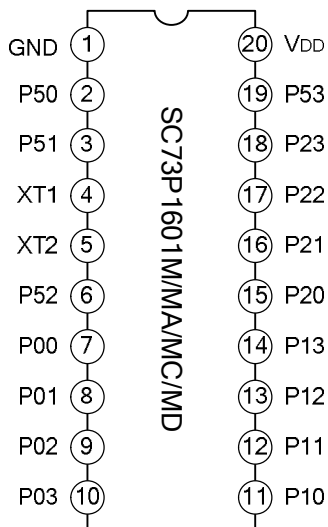 GND 1 20 VDD
P50 2 19 P53
P51 3 18 P23
XT1 4 17 P22
XT2 5 16 P21
P52 6 15 P20
P00 7 14 P13
P01 8 13 P12
P02 9 12 P11
P03 10 11 P10
SC73P1601M/MA/MC/MD